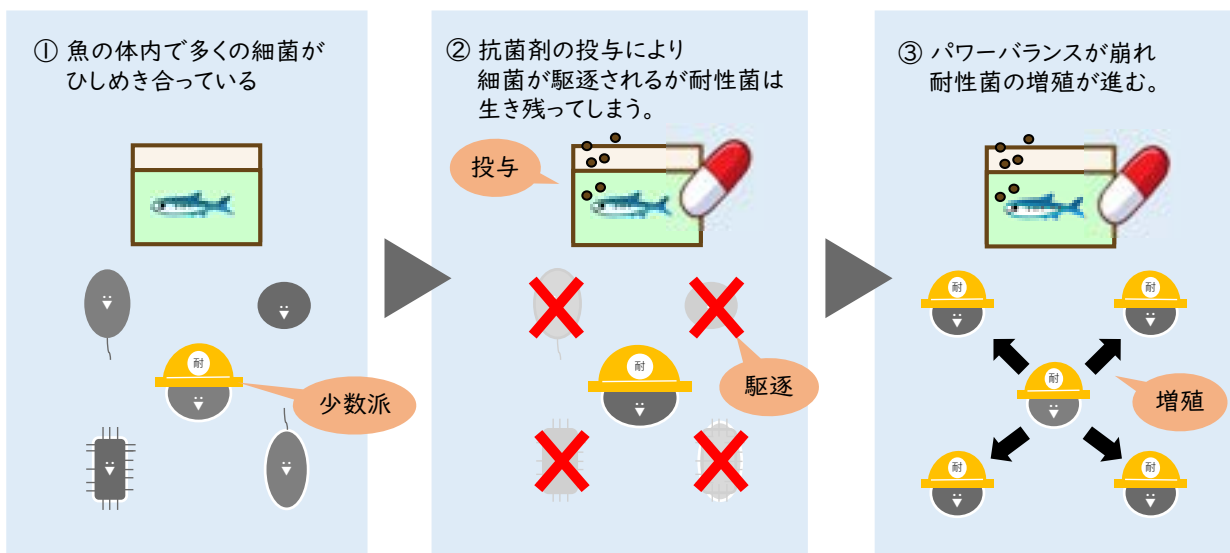 ① 魚の体内で多くの細菌が
ひしめき合っている
耐
少数派
② 抗菌剤の投与により
細菌が駆逐されるが耐性菌は
生き残ってしまう。
投与
耐
駆逐
③ パワーバランスが崩れ
耐性菌の増殖が進む。
耐
耐
耐
増殖
耐
耐